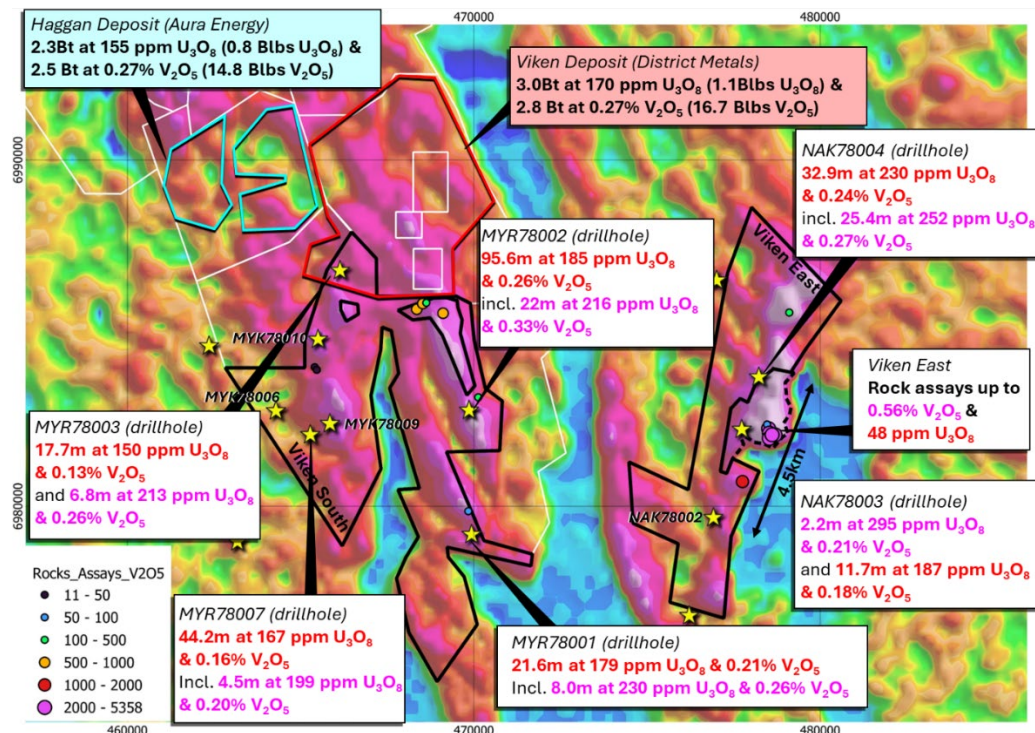 470000
480000
Haggan Deposit (Aura Energy)
2.3Bt at 155 ppm U₃O₈ (0.8 Blbs U₃O₈) &
2.5 Bt at 0.27% V₂O₅ (14.8 Blbs V₂O₅)
Viken Deposit (District Metals)
3.0Bt at 170 ppm U₃O₈ (1.1Blbs U₃O₈) &
2.8 Bt at 0.27% V₂O₅ (16.7 Blbs V₂O₅)
6990000
NAK78004 (drillhole)
32.9m at 230 ppm U₃O₈
& 0.24% V₂O₅
incl. 25.4m at 252 ppm U₃O₈
& 0.27% V₂O₅
MYR78002 (drillhole)
95.6m at 185 ppm U₃O₈
& 0.26% V₂O₅
incl. 22m at 216 ppm U₃O₈
& 0.33% V₂O₅
Viken East
MYK78010
MYK78006
MYK78009
Viken East
Rock assays up to
0.56% V₂O₅ &
48 ppm U₃O₈
MYR78003 (drillhole)
17.7m at 150 ppm U₃O₈
& 0.13% V₂O₅
and 6.8m at 213 ppm U₃O₈
& 0.26% V₂O₅
Viken South
4.5km
6980000
NAK78002
NAK78003 (drillhole)
2.2m at 295 ppm U₃O₈
& 0.21% V₂O₅
and 11.7m at 187 ppm U₃O₈
& 0.18% V₂O₅
Rocks_Assays_V2O5
11 - 50
50 - 100
100 - 500
500 - 1000
1000 - 2000
2000 - 5358
MYR78007 (drillhole)
44.2m at 167 ppm U₃O₈
& 0.16% V₂O₅
Incl. 4.5m at 199 ppm U₃O₈
& 0.20% V₂O₅
MYR78001 (drillhole)
21.6m at 179 ppm U₃O₈ & 0.21% V₂O₅
Incl. 8.0m at 230 ppm U₃O₈ & 0.26% V₂O₅
460000
470000
480000